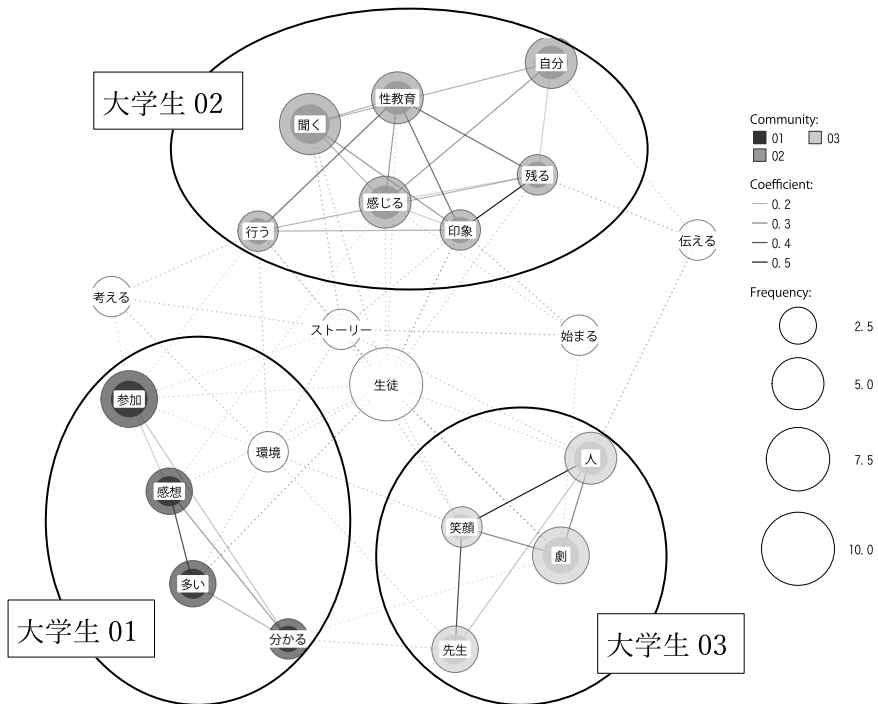 大学生 02
自分
性教育
聞く
残る
感じる
印象
行う
伝える
考える
ストーリー
始まる
生徒
参加
環境
感想
多い
分かる
大学生 01
人
笑顔
劇
先生
大学生 03
Community:
01 03
02
Coefficient:
0. 2
0. 3
0. 4
0. 5
Frequency:
2. 5
5. 0
7. 5
10. 0